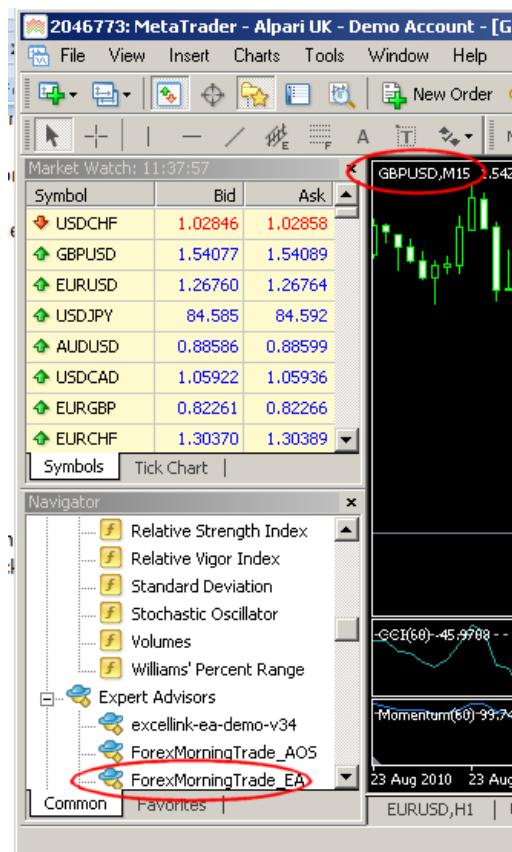 2046773: MetaTrader - Alpari UK - Demo Account - [G
File View Insert Charts Tools Window Help
New Order
E F A T
Market Watch: 11:37:57
Symbol Bid Ask
USDCHF 1.02846 1.02858
GBPUSD 1.54077 1.54089
EURUSD 1.26760 1.26764
USDJPY 84.585 84.592
AUDUSD 0.88586 0.88599
USDCAD 1.05922 1.05936
EURGBP 0.82261 0.82266
EURCHF 1.30370 1.30389
Symbols Tick Chart
Navigator
Relative Strength Index
Relative Vigor Index
Standard Deviation
Stochastic Oscillator
Volumes
Williams' Percent Range
Expert Advisors
excellink-ea-demo-v34
ForexMorningTrade_AOS
ForexMorningTrade_EA
Common Favorites
GBPUSD,M15
CCI(60) -45.9788
Momentum(60) 99.74
23 Aug 2010 23 Aug
EURUSD,H1